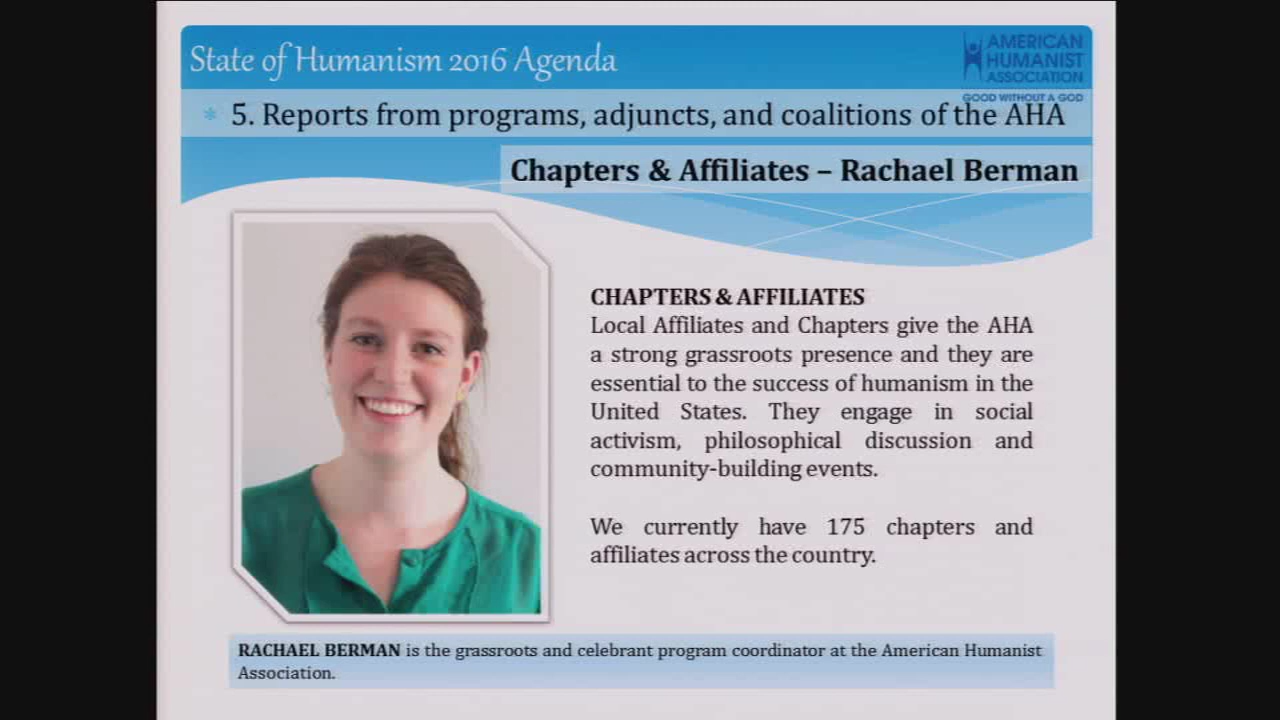 State of Humanism 2016 Agenda
AMERICAN
HUMANIST
ASSOCIATION
GOOD WITHOUT A GOD
* 5. Reports from programs, adjuncts, and coalitions of the AHA
Chapters & Affiliates – Rachael Berman
CHAPTERS & AFFILIATES
Local Affiliates and Chapters give the AHA
a strong grassroots presence and they are
essential to the success of humanism in the
United States. They engage in social
activism, philosophical discussion and
community-building events.
We currently have 175 chapters and
affiliates across the country.
RACHAEL BERMAN is the grassroots and celebrant program coordinator at the American Humanist
Association.